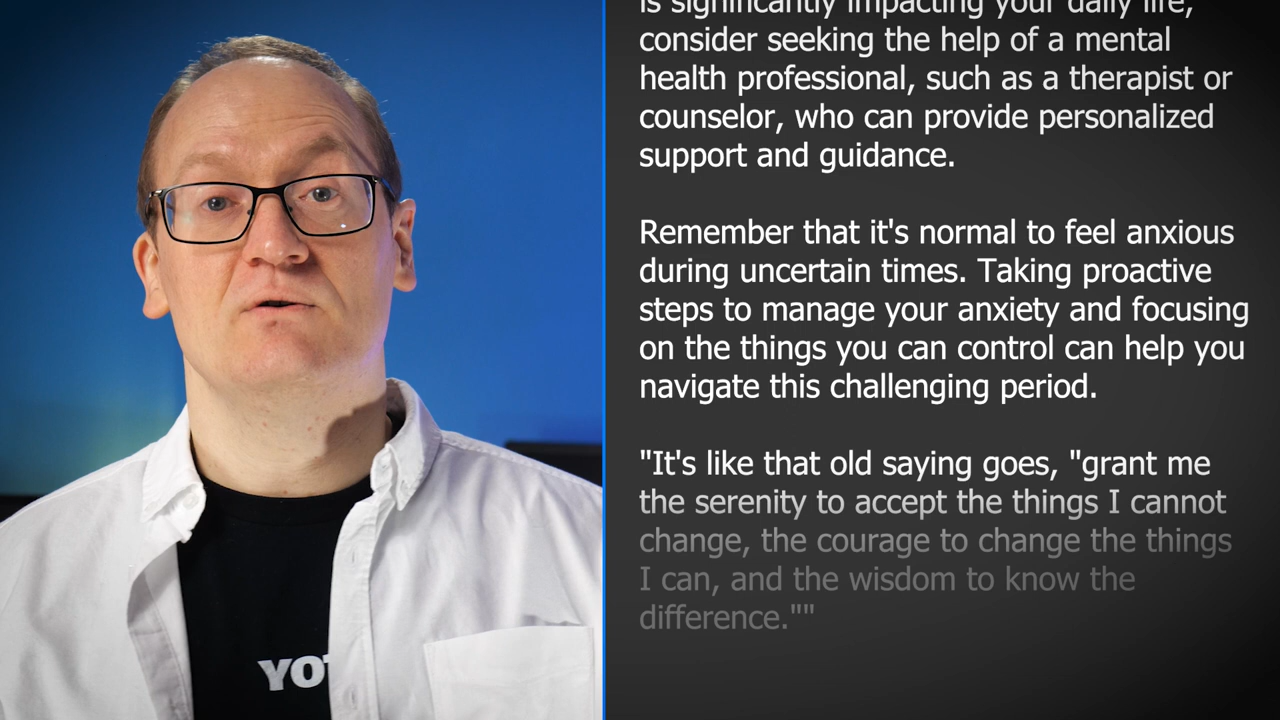 is significantly impacting your daily life,
consider seeking the help of a mental
health professional, such as a therapist or
counselor, who can provide personalized
support and guidance.
Remember that it's normal to feel anxious
during uncertain times. Taking proactive
steps to manage your anxiety and focusing
on the things you can control can help you
navigate this challenging period.
"It's like that old saying goes, "grant me
the serenity to accept the things I cannot
change, the courage to change the things
I can, and the wisdom to know the
difference.""